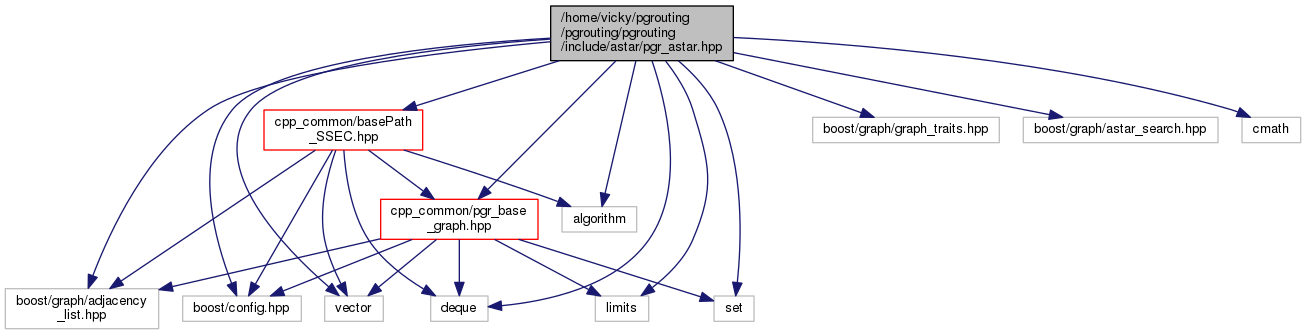 /home/vicky/pgrouting
/pgrouting/pgrouting
/include/astar/pgr_astar.hpp
cpp_common/basePath
_SSEC.hpp
boost/graph/graph_traits.hpp
boost/graph/astar_search.hpp
cmath
cpp_common/pgr_base
_graph.hpp
algorithm
boost/graph/adjacency
_list.hpp
boost/config.hpp
vector
deque
limits
set